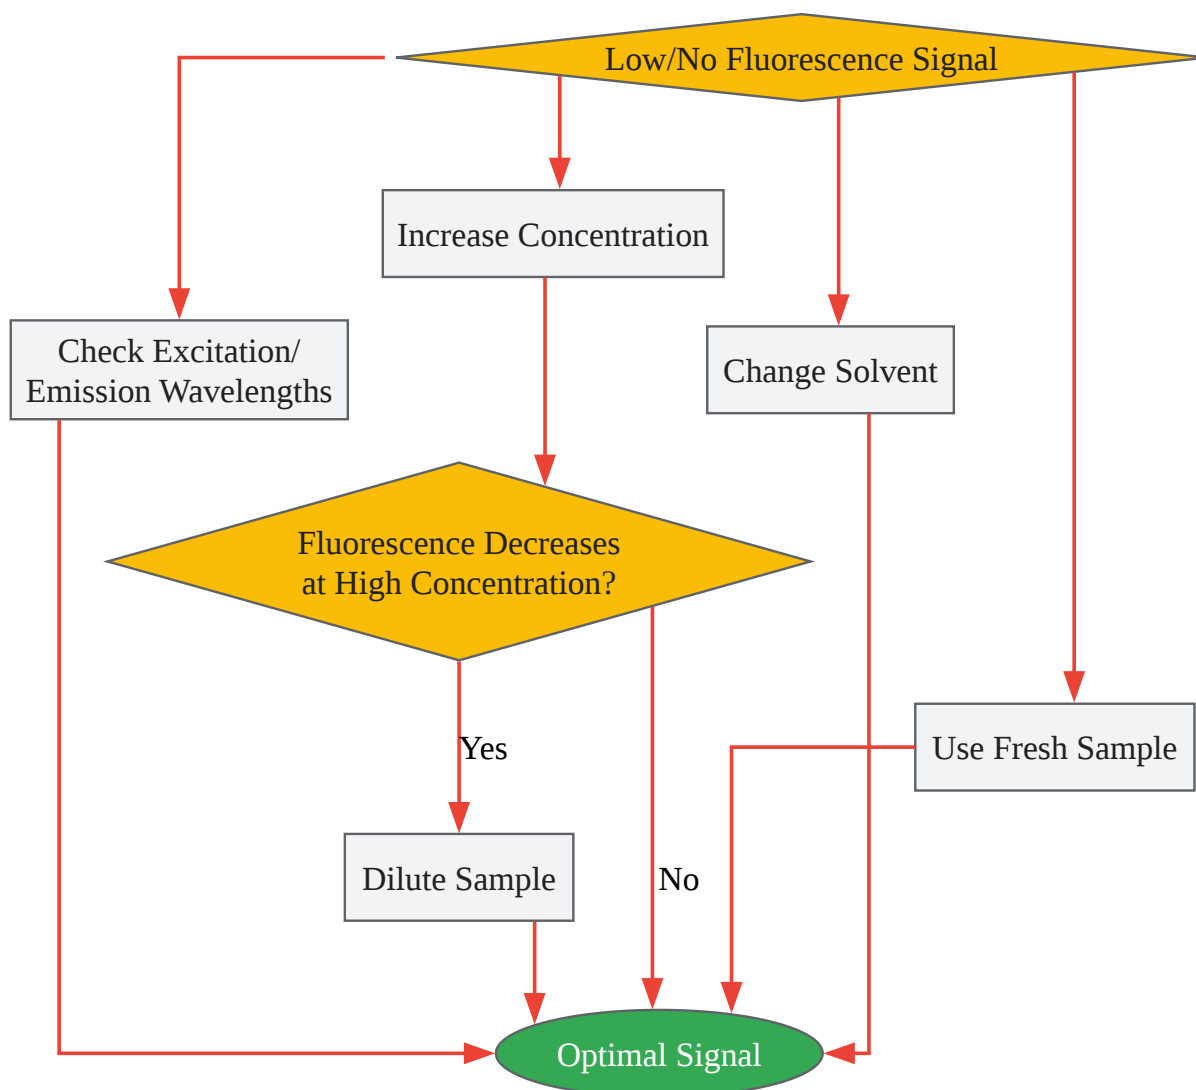 Low/No Fluorescence Signal
Increase Concentration
Check Excitation/
Emission Wavelengths
Change Solvent
Fluorescence Decreases
at High Concentration?
Yes
Use Fresh Sample
Dilute Sample
No
Optimal Signal